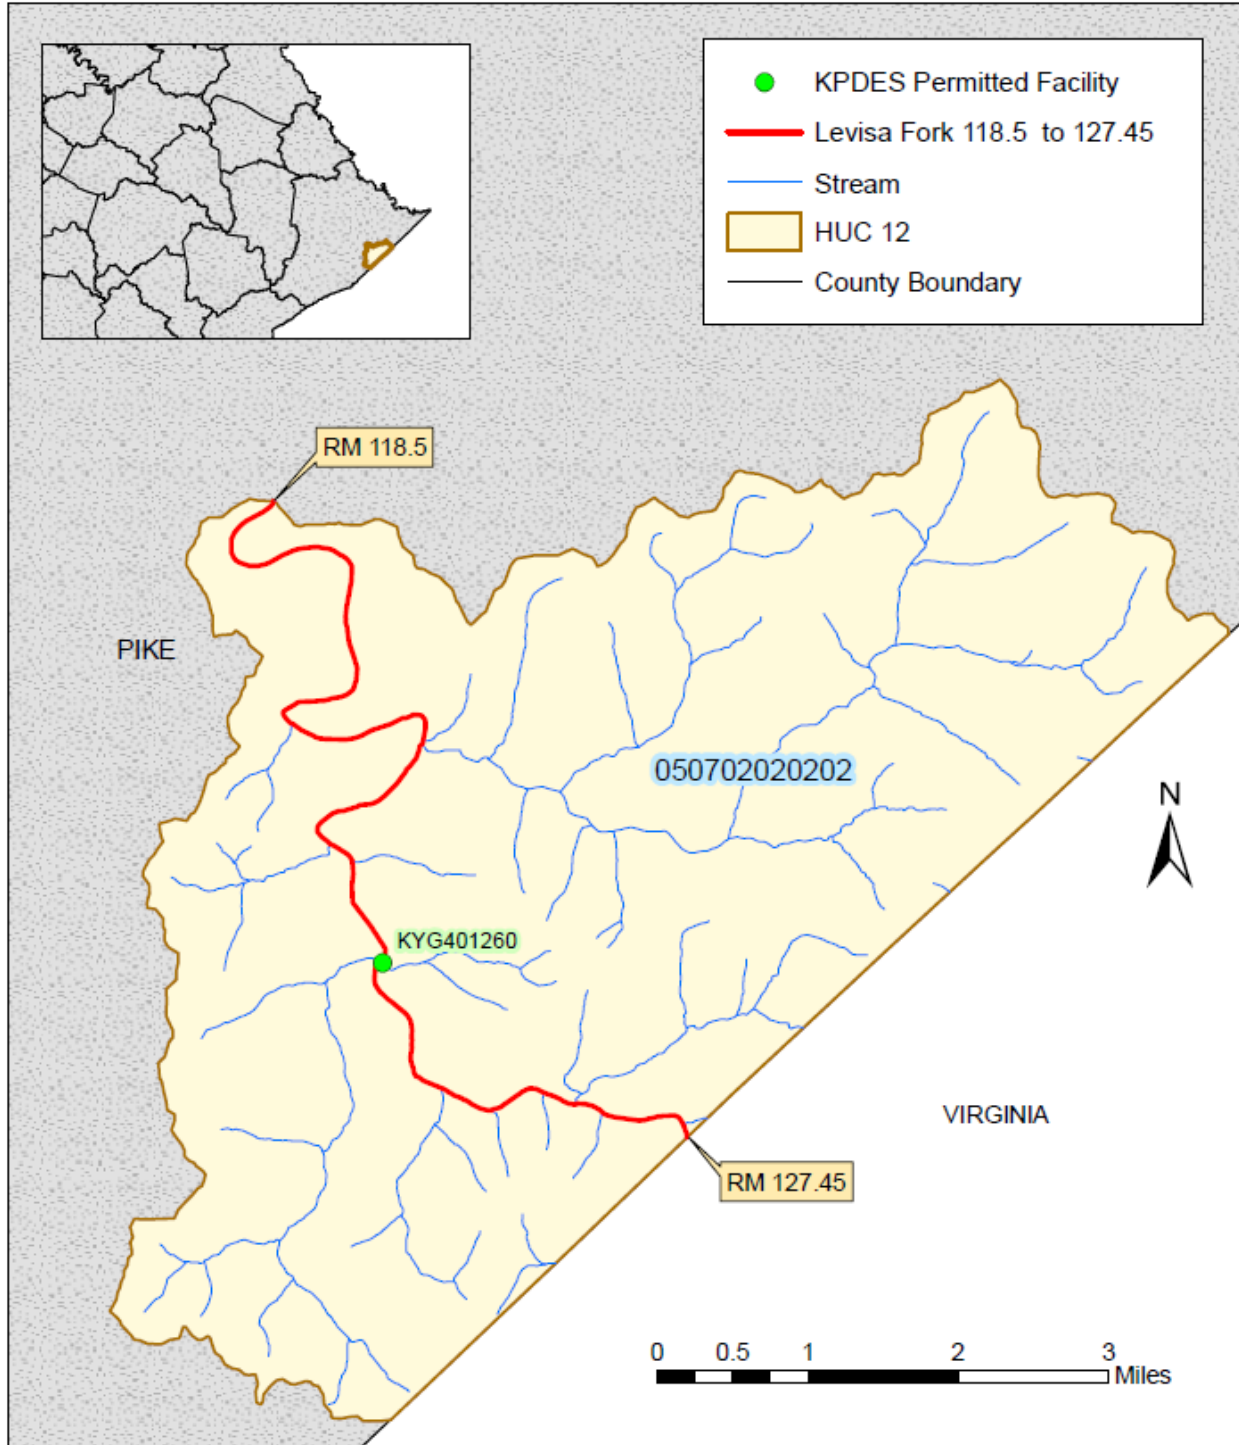 KPDES Permitted Facility
Levisa Fork 118.5 to 127.45
Stream
HUC 12
County Boundary
RM 118.5
PIKE
050702020202
N
KYG401260
VIRGINIA
RM 127.45
0 0.5 1 2 3
Miles